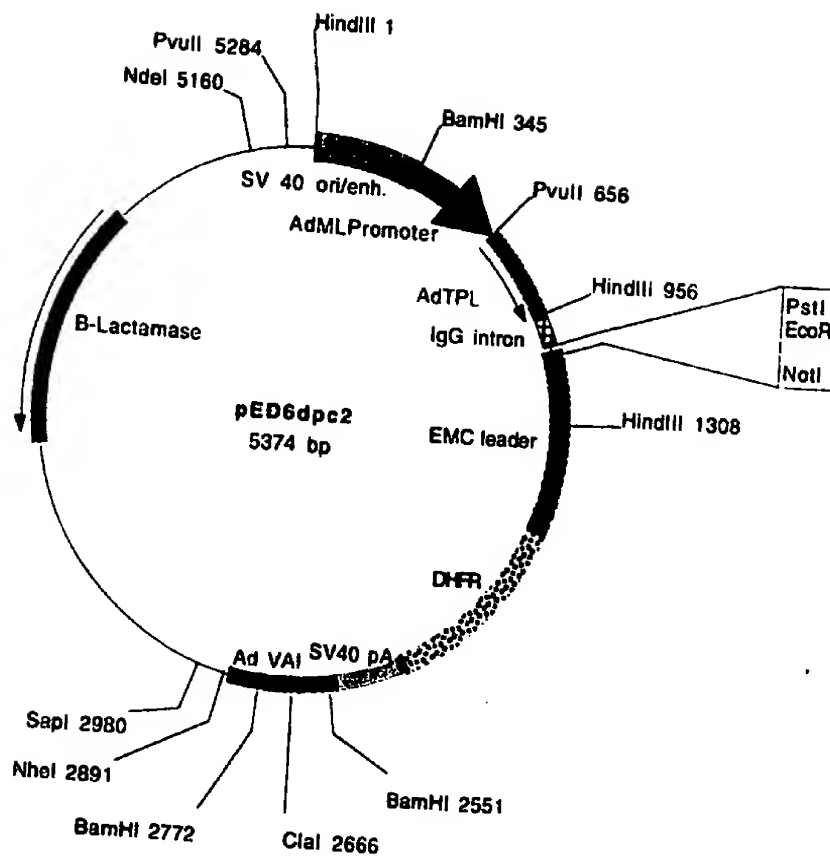 HindIII 1
PvuII 5284
NdeI 5160
BamHI 345
SV 40 ori/enh.
PvuII 656
AdMLPromoter
HindIII 956
AdTPL
PstI
IgG intron
EcoR
NotI
B-Lactamase
pED6dpc2
5374 bp
EMC leader
HindIII 1308
DHFR
Ad VAI
SV40 pA
SapI 2980
NheI 2891
BamHI 2772
ClaI 2666
BamHI 2551